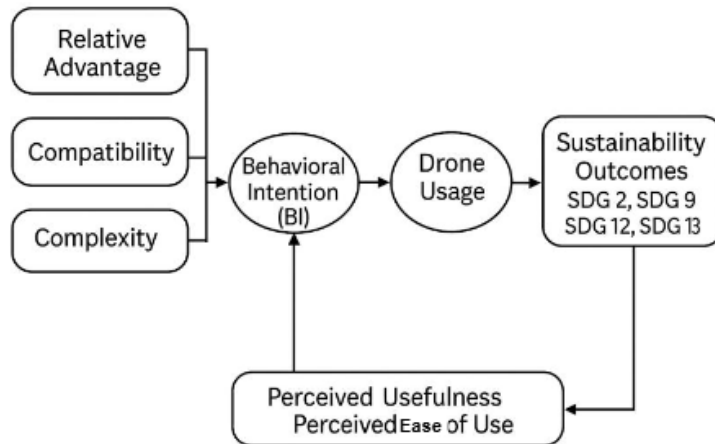 Relative
Advantage
Compatibility
Complexity
Behavioral
Intention
(BI)
Drone
Usage
Sustainability
Outcomes
SDG 2, SDG 9
SDG 12, SDG 13
Perceived Usefulness
Perceived Ease of Use